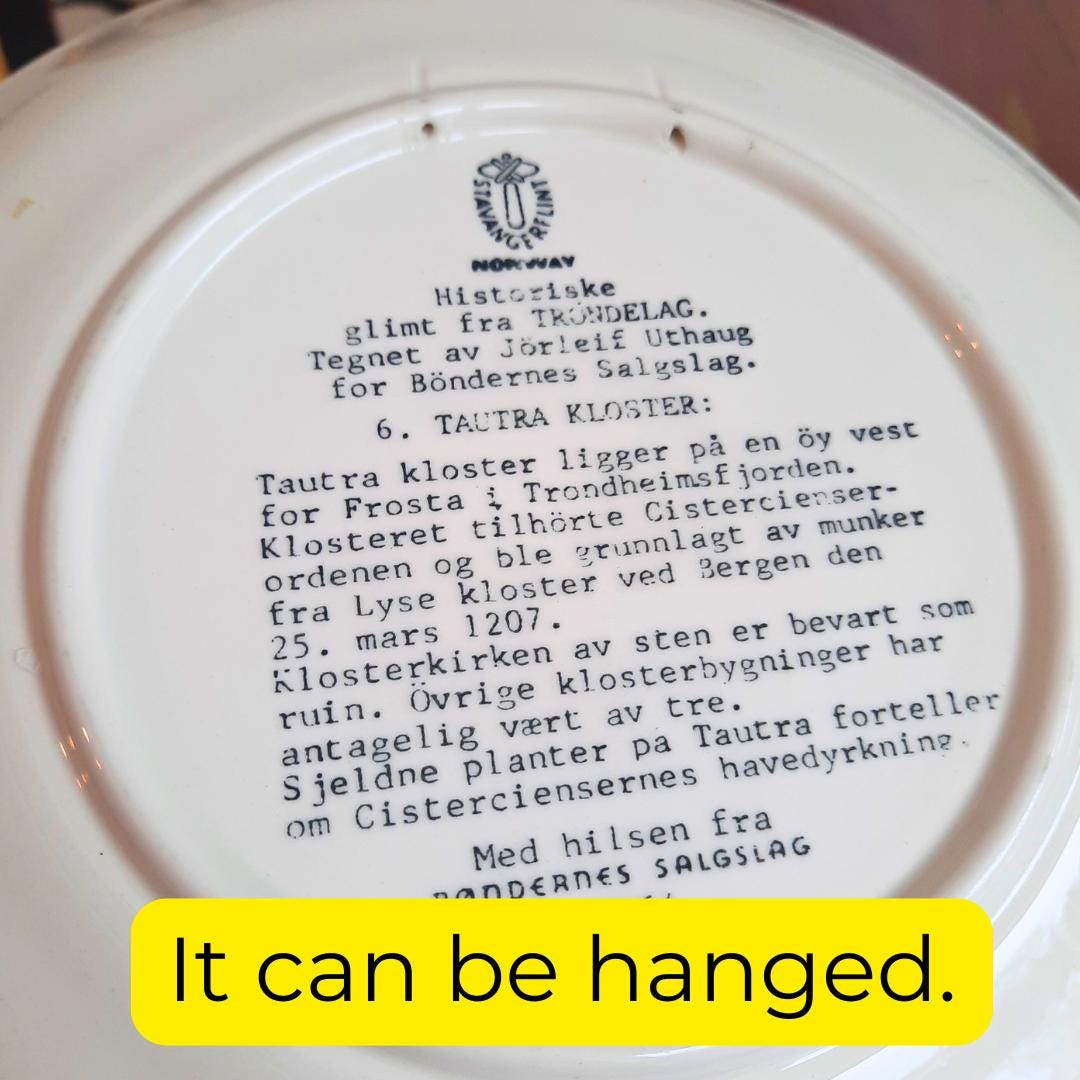 STAVANGERFLINT
NORWAY
Historiske
glimt fra TRÖNDELAG.
Tegnet av Jörleif Uthaug
for Böndernes Salgslag.
6. TAUTRA KLOSTER:
Tautra kloster ligger på en öy vest
for Frosta i Trondheimsfjorden.
Klosteret tilhörte Cistercienser-
ordenen og ble grunnlagt av munker
fra Lyse kloster ved Bergen den
25. mars 1207.
Klosterkirken av sten er bevart som
ruin. Övrige klosterbygninger har
antagelig vært av tre.
Sjeldne planter på Tautra forteller
om Cisterciensernes havedyrkning.
Med hilsen fra
BØNDERNES SALGSLAG
It can be hanged.